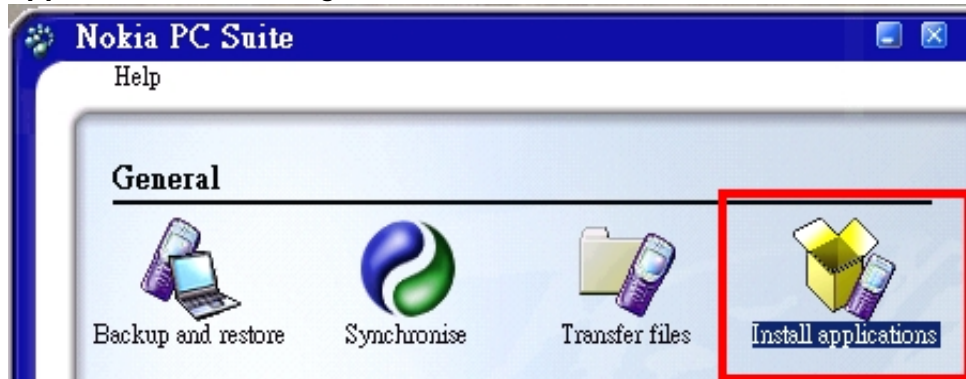 Nokia PC Suite
Help
General
Backup and restore Synchronise Transfer files Install applications